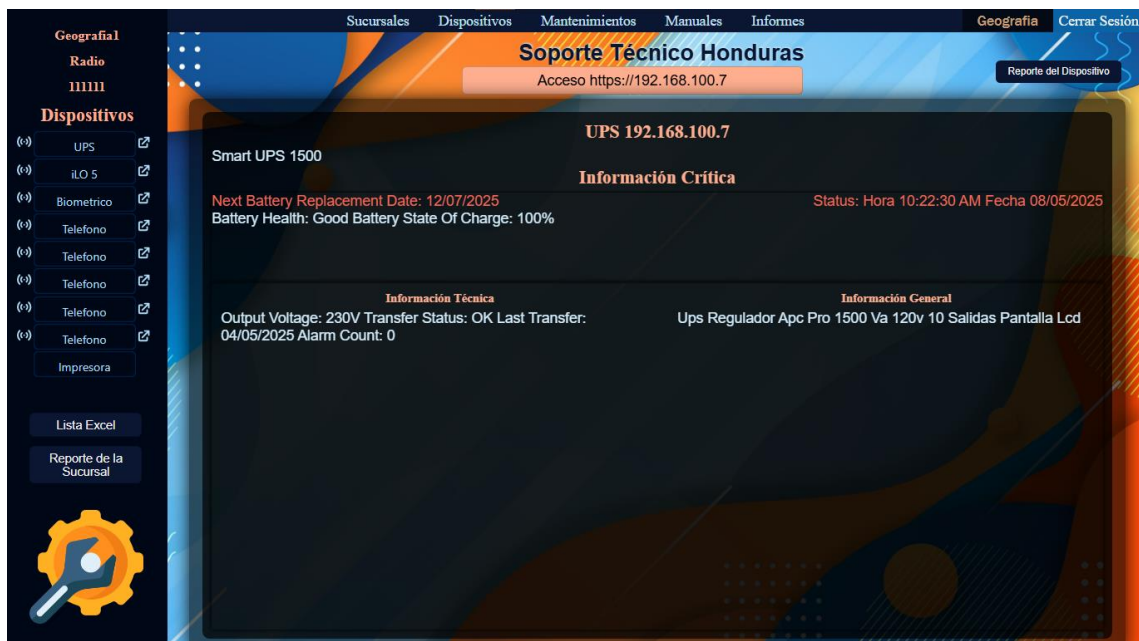 Sucursales Dispositivos Mantenimientos Manuales Informes Geografia Cerrar Sesión
Geografia1
Radio
111111
Dispositivos
UPS
iLO 5
Biometrico
Telefono
Telefono
Telefono
Telefono
Telefono
Impresora
Lista Excel
Reporte de la
Sucursal
Soporte Técnico Honduras
Acceso https://192.168.100.7
Reporte del Dispositivo
UPS 192.168.100.7
Smart UPS 1500
Información Crítica
Next Battery Replacement Date: 12/07/2025 Status: Hora 10:22:30 AM Fecha 08/05/2025
Battery Health: Good Battery State Of Charge: 100%
Información Técnica
Output Voltage: 230V Transfer Status: OK Last Transfer:
04/05/2025 Alarm Count: 0
Información General
Ups Regulador Apc Pro 1500 Va 120v 10 Salidas Pantalla Lcd